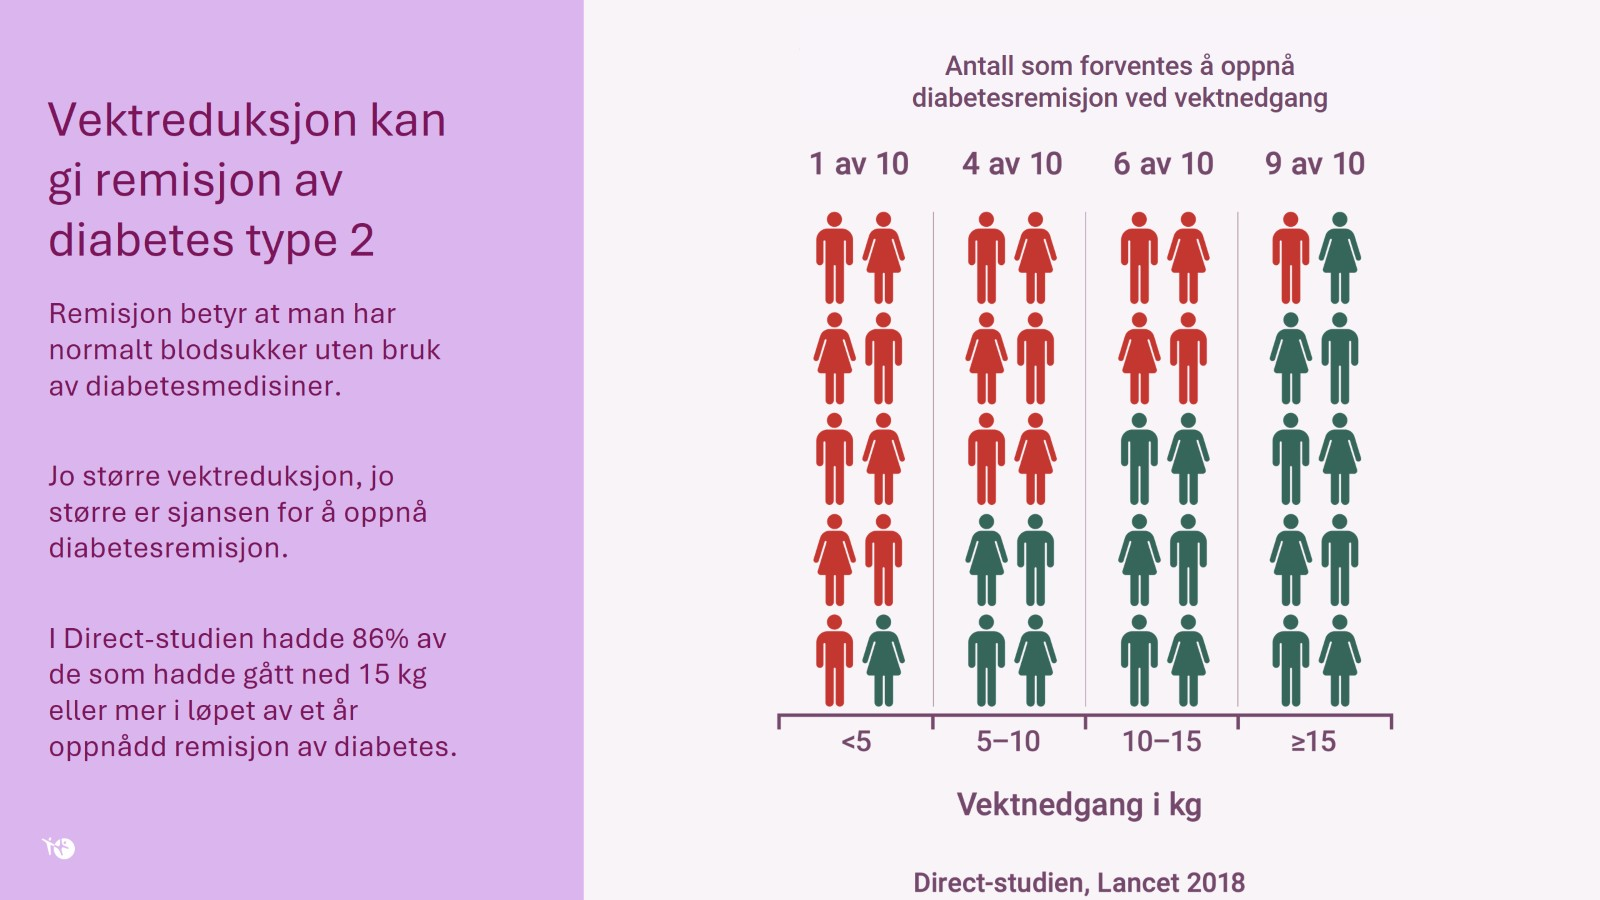 Vektreduksjon kan
gi remisjon av
diabetes type 2
Remisjon betyr at man har
normalt blodsukker uten bruk
av diabetesmedisiner.
Jo større vektreduksjon, jo
større er sjansen for å oppnå
diabetesremisjon.
I Direct-studien hadde 86% av
de som hadde gått ned 15 kg
eller mer i løpet av et år
oppnådd remisjon av diabetes.
Antall som forventes å oppnå
diabetesremisjon ved vektnedgang
1 av 10 4 av 10 6 av 10 9 av 10
<5 5–10 10–15 ≥15
Vektnedgang i kg
Direct-studien, Lancet 2018